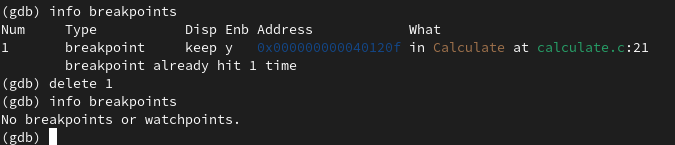 (gdb) info breakpoints
Num     Type           Disp Enb Address            What
1       breakpoint     keep y   0x000000000040120f in Calculate at calculate.c:21
        breakpoint already hit 1 time
(gdb) delete 1
(gdb) info breakpoints
No breakpoints or watchpoints.
(gdb)